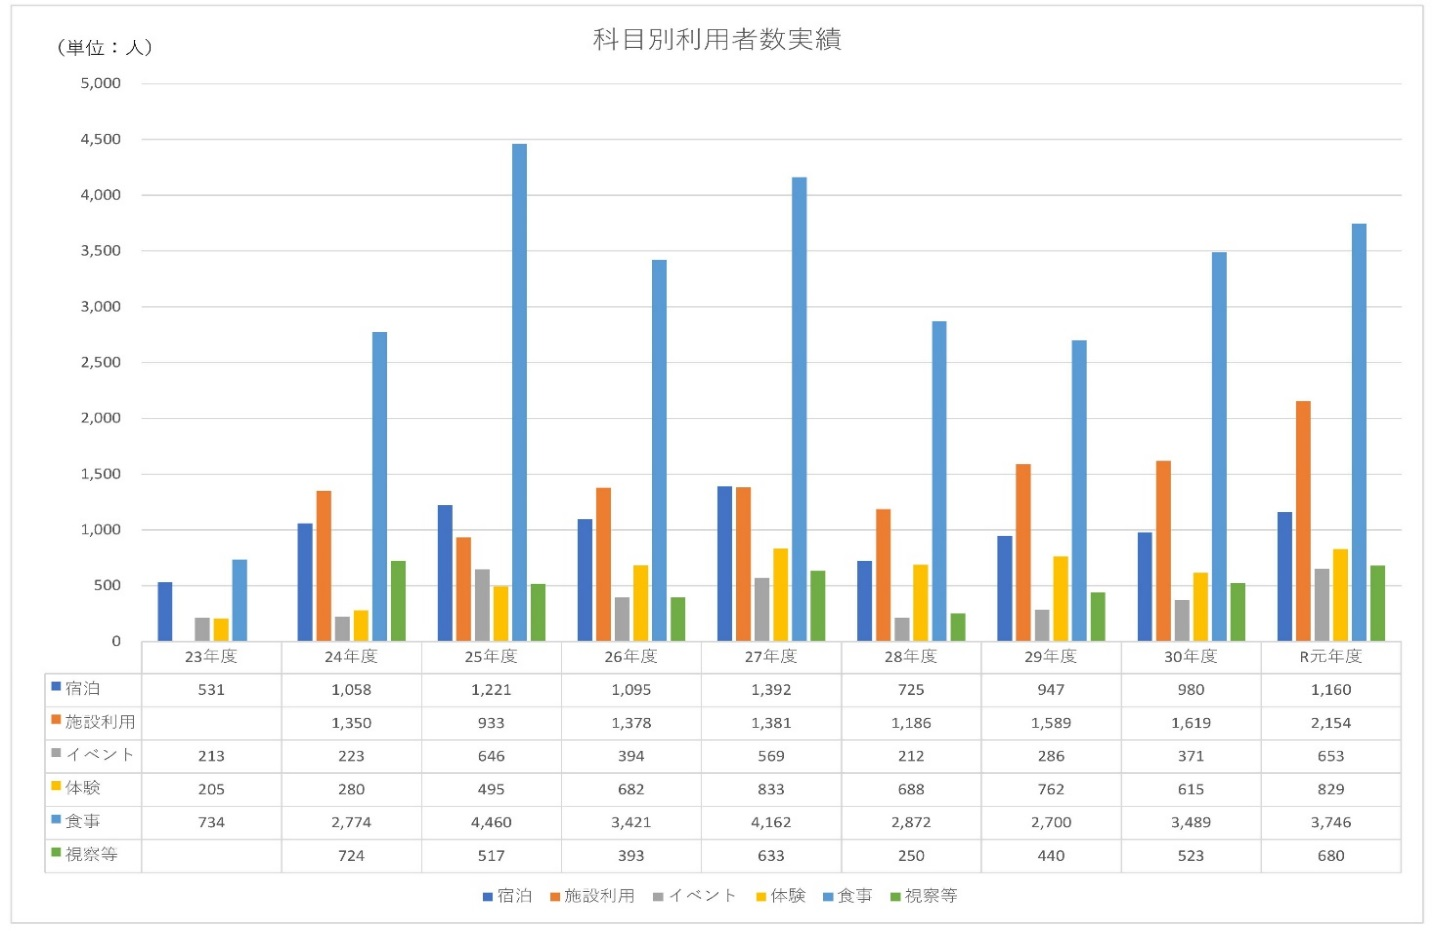 科目別利用者数実績
（単位：人）
5,000
4,500
4,000
3,500
3,000
2,500
2,000
1,500
1,000
500
0
23年度 24年度 25年度 26年度 27年度 28年度 29年度 30年度 R元年度
宿泊 531 1,058 1,221 1,095 1,392 725 947 980 1,160
施設利用 1,350 933 1,378 1,381 1,186 1,589 1,619 2,154
イベント 213 223 646 394 569 212 286 371 653
体験 205 280 495 682 833 688 762 615 829
食事 734 2,774 4,460 3,421 4,162 2,872 2,700 3,489 3,746
視察等 724 517 393 633 250 440 523 680
宿泊 施設利用 イベント 体験 食事 視察等